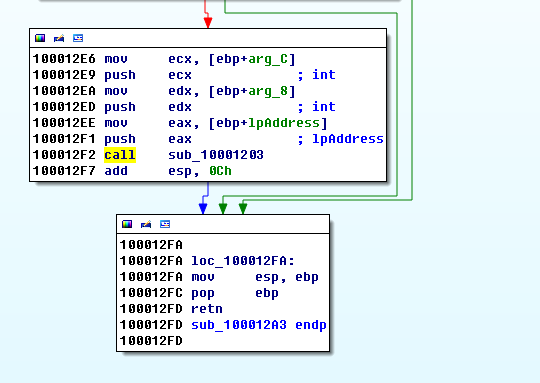 100012E6 mov     ecx, [ebp+arg_C]
100012E9 push    ecx             ; int
100012EA mov     edx, [ebp+arg_8]
100012ED push    edx             ; int
100012EE mov     eax, [ebp+lpAddress]
100012F1 push    eax             ; lpAddress
100012F2 call    sub_10001203
100012F7 add     esp, 0Ch
100012FA
100012FA loc_100012FA:
100012FA mov     esp, ebp
100012FC pop     ebp
100012FD retn
100012FD sub_100012A3 endp
100012FD